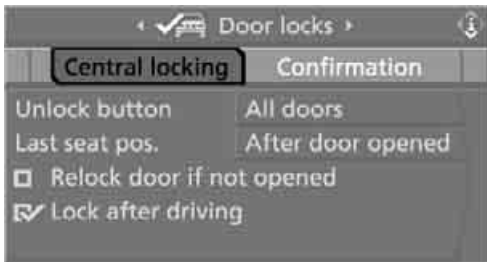 Door locks
Central locking Confirmation
Unlock button All doors
Last seat pos. After door opened
Relock door if not opened
Lock after driving